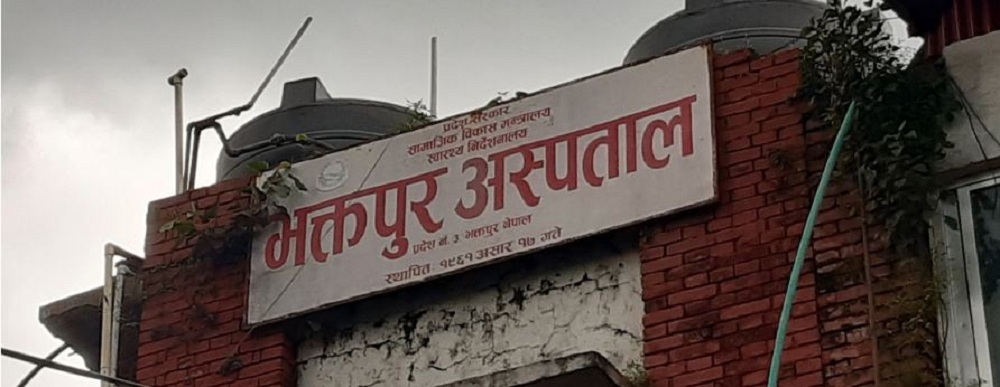 प्रदेश सरकार
सामाजिक विकास मन्त्रालय
स्वास्थ्य निर्देशनालय
भक्तपुर अस्पताल
प्रदेश नं. ३ भक्तपुर नेपाल
स्थापित १९६१ असार १७ गते